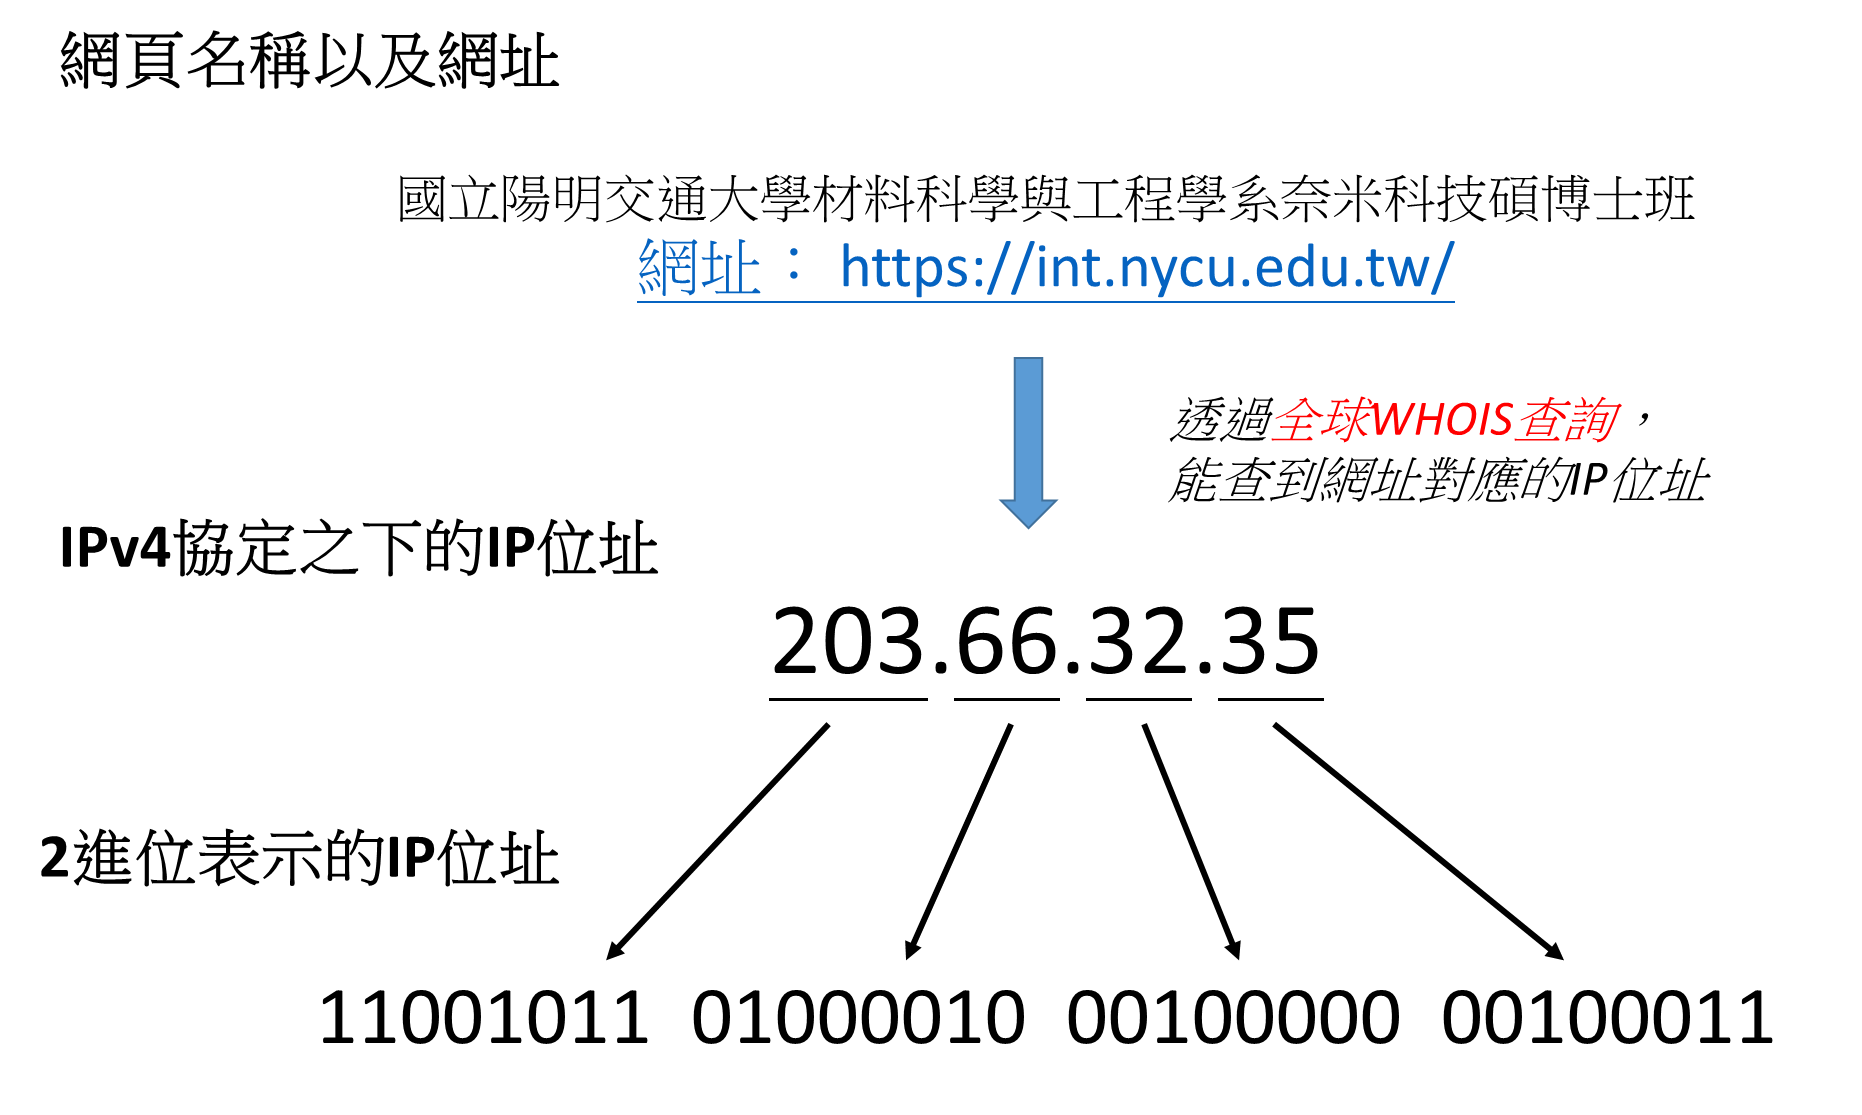 網頁名稱以及網址
國立陽明交通大學材料科學與工程學系奈米科技碩博士班
網址： https://int.nycu.edu.tw/
透過全球WHOIS查詢，
能查到網址對應的IP位址
IPv4協定之下的IP位址
203.66.32.35
2進位表示的IP位址
11001011 01000010 00100000 00100011